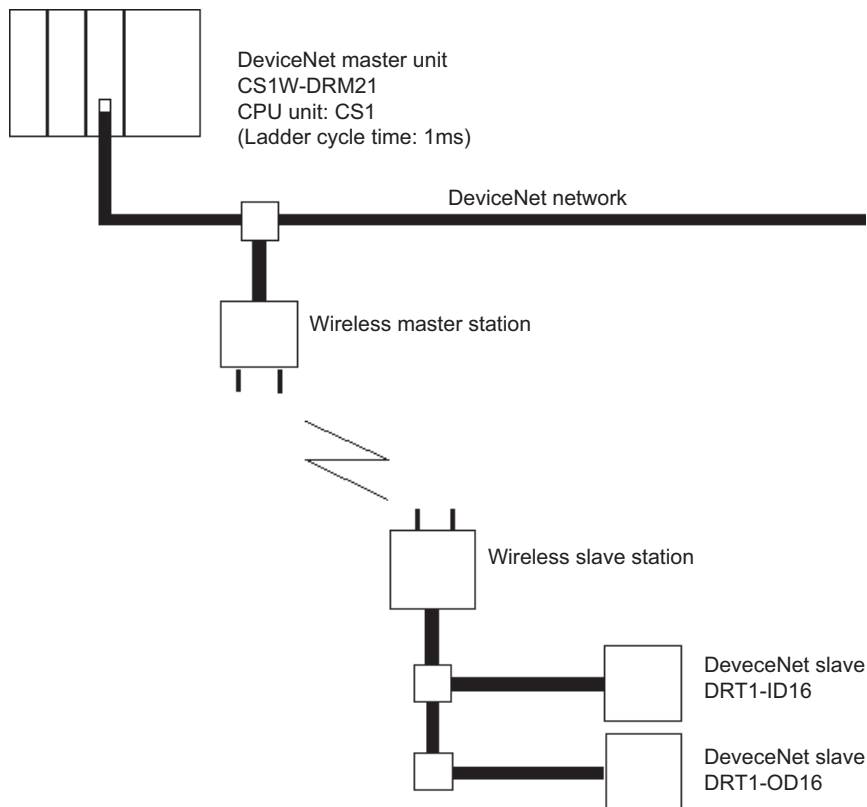 DeviceNet master unit
CS1W-DRM21
CPU unit: CS1
(Ladder cycle time: 1ms)
DeviceNet network
Wireless master station
Wireless slave station
DeveceNet slave
DRT1-ID16
DeveceNet slave
DRT1-OD16